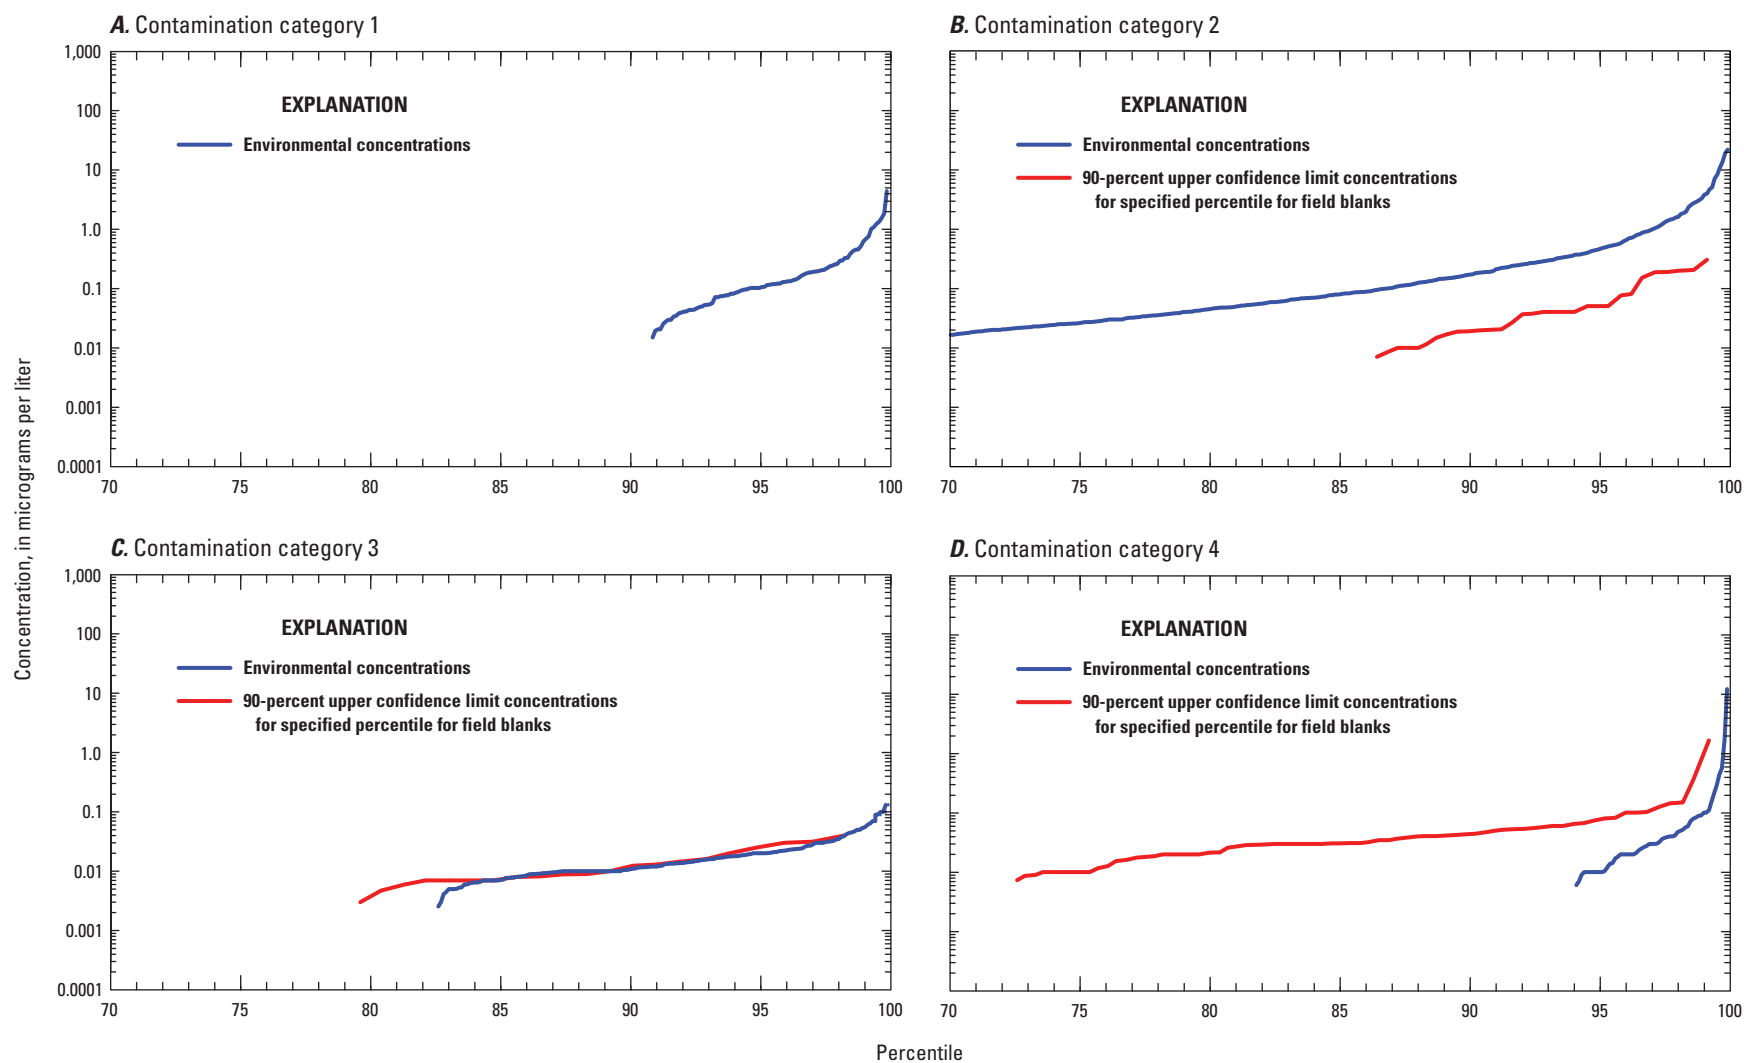 A. Contamination category 1
1,000
100
10
1.0
0.1
0.01
0.001
0.0001
EXPLANATION
Environmental concentrations
70 75 80 85 90 95 100
B. Contamination category 2
EXPLANATION
Environmental concentrations
90-percent upper confidence limit concentrations
for specified percentile for field blanks
70 75 80 85 90 95 100
Concentration, in micrograms per liter
C. Contamination category 3
1,000
100
10
1.0
0.1
0.01
0.001
0.0001
EXPLANATION
Environmental concentrations
90-percent upper confidence limit concentrations
for specified percentile for field blanks
70 75 80 85 90 95 100
D. Contamination category 4
EXPLANATION
Environmental concentrations
90-percent upper confidence limit concentrations
for specified percentile for field blanks
70 75 80 85 90 95 100
Percentile